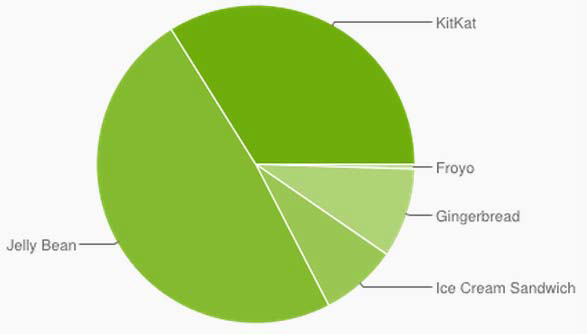 KitKat
Froyo
Gingerbread
Jelly Bean
Ice Cream Sandwich